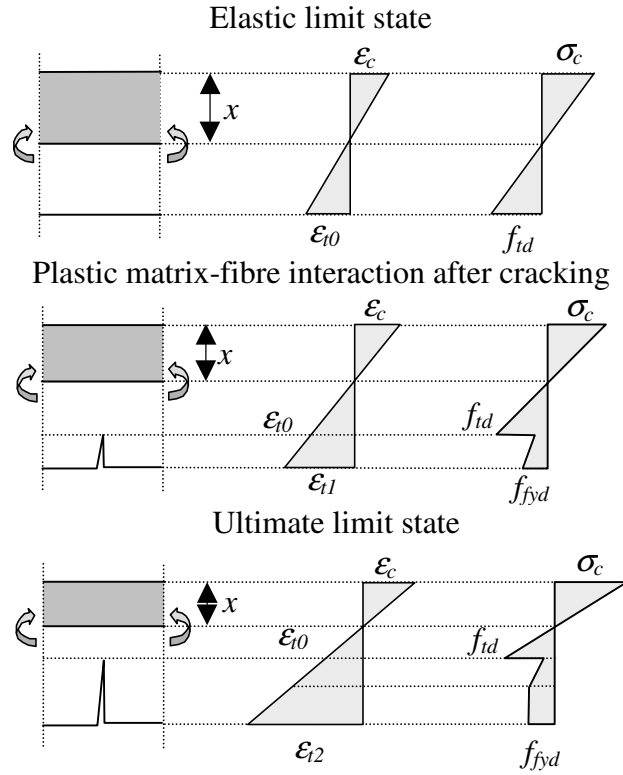 Elastic limit state
εc σc
x
εt0 ftd
Plastic matrix-fibre interaction after cracking
εc σc
x
εt0 ftd
εt1 ffyd
Ultimate limit state
εc σc
x
εt0 ftd
εt2 ffyd